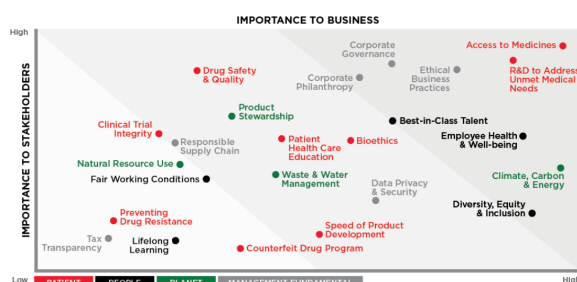 IMPORTANCE TO BUSINESS
High
IMPORTANCE TO STAKEHOLDERS
Corporate
Governance
Access to Medicines
Drug Safety
& Quality
Corporate
Philanthropy
Ethical
Business
Practices
R&D to Address
Unmet Medical
Needs
Product
Stewardship
Clinical Trial
Integrity
Best-in-Class Talent
Responsible
Supply Chain
Patient
Health Care
Education
Bioethics
Employee Health
& Well-being
Natural Resource Use
Fair Working Conditions
Waste & Water
Management
Data Privacy
& Security
Climate, Carbon
& Energy
Preventing
Drug Resistance
Diversity, Equity
& Inclusion
Tax
Transparency
Lifelong
Learning
Speed of Product
Development
Counterfeit Drug Program
Low
PATIENT
PEOPLE
PLANET
MANAGEMENT FUNDAMENTAL
High